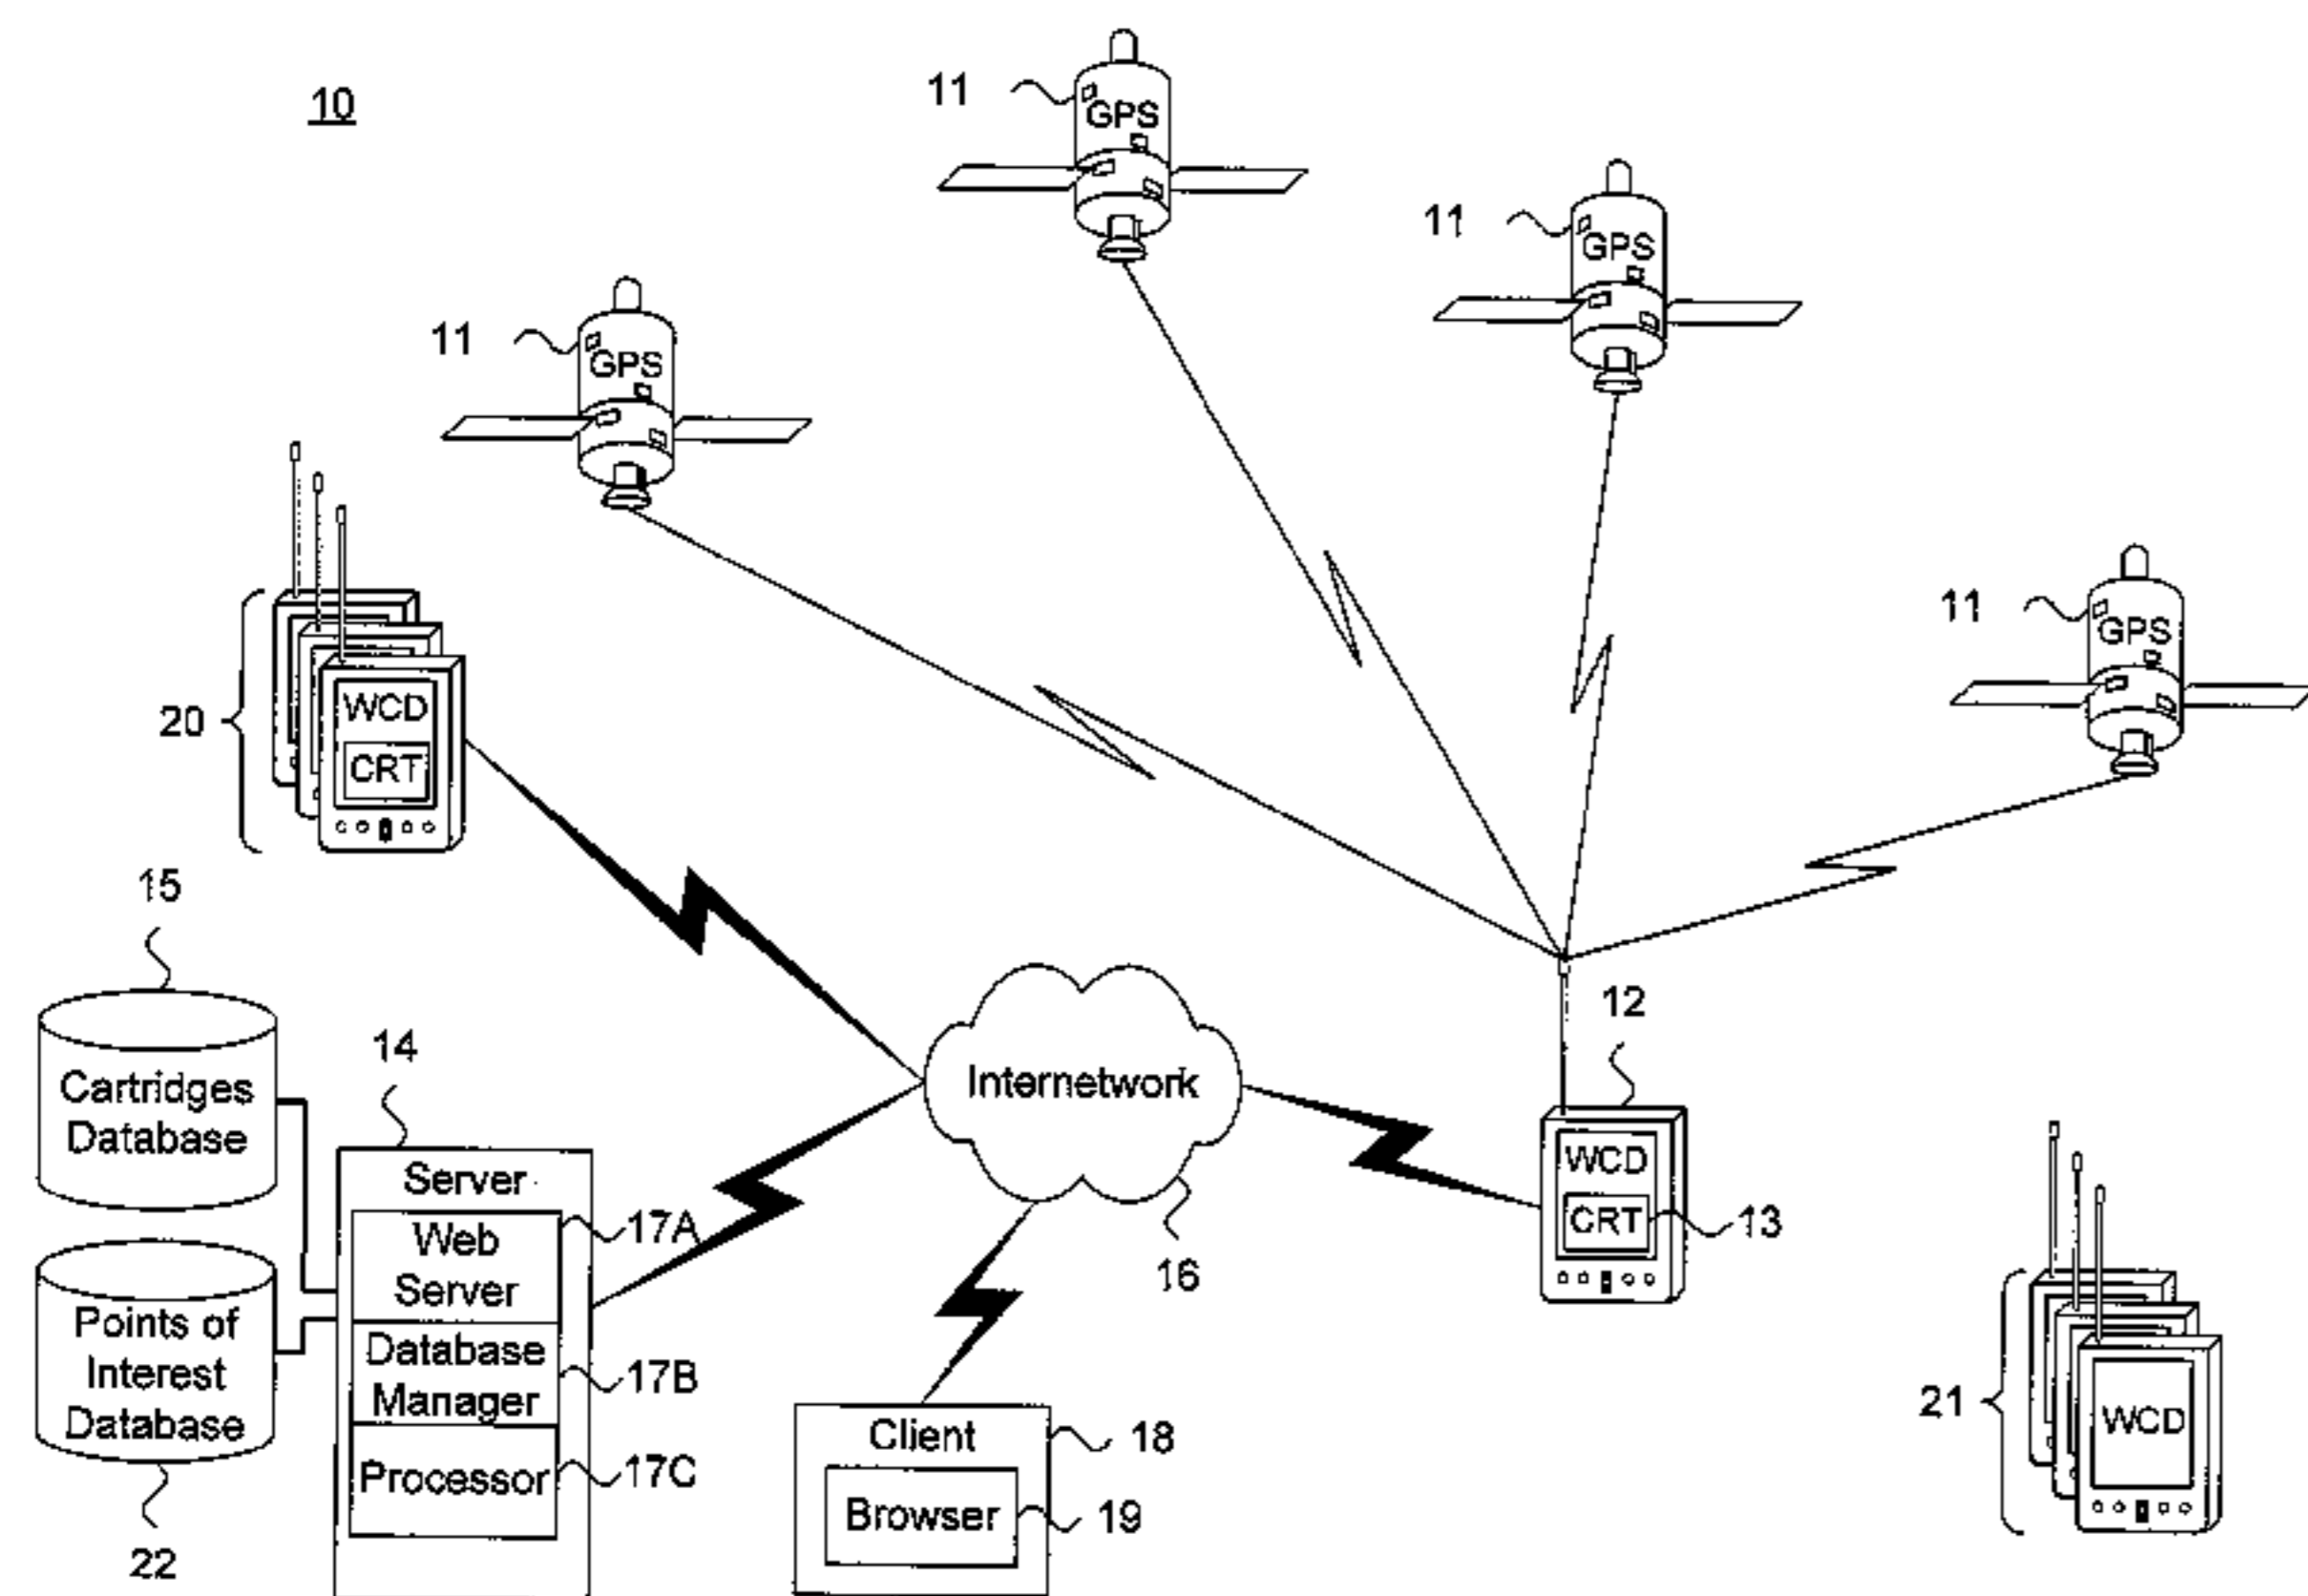 10
11
GPS
11
GPS
11
GPS
11
GPS
20
WCD
CRT
15
Cartridges
Database
14
Server
17A
Web
Server
Database
Manager
17B
Processor
17C
Points of
Interest
Database
22
Internetwork
16
12
WCD
CRT
13
Client
18
Browser
19
21
WCD